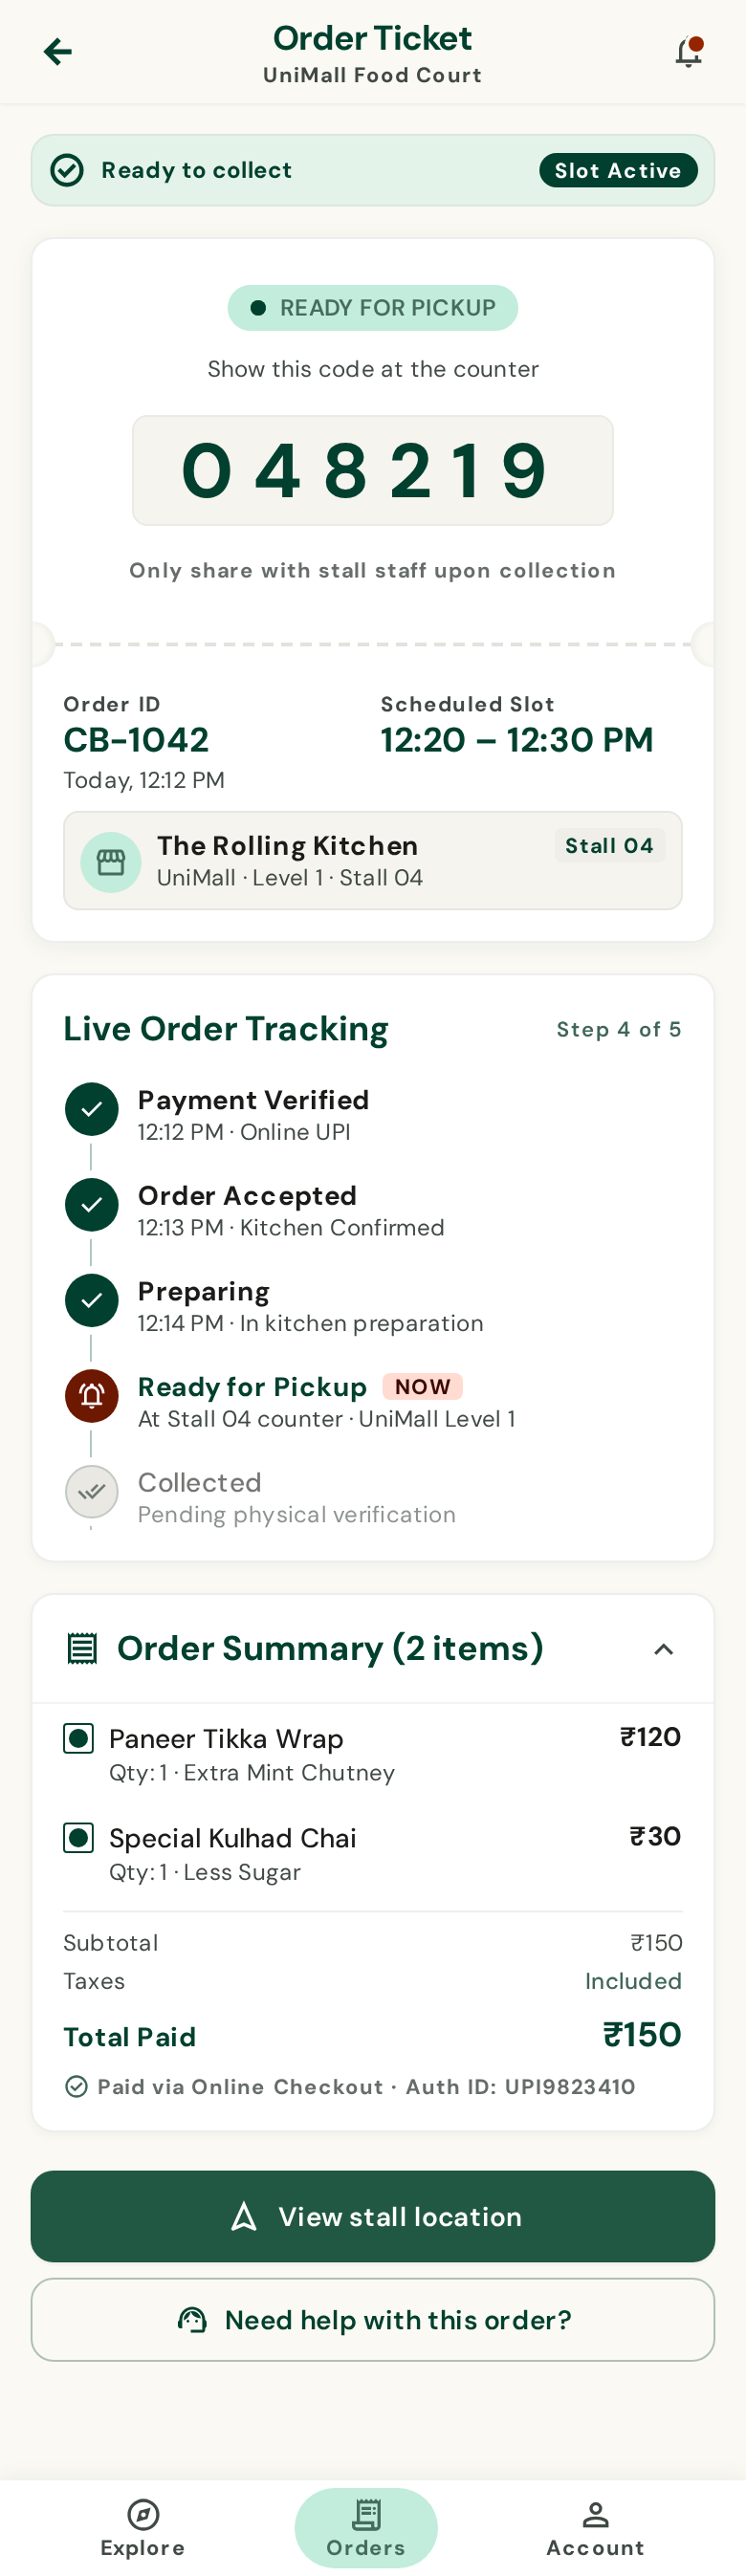 Order Ticket
UniMall Food Court
Ready to collect
Slot Active
READY FOR PICKUP
Show this code at the counter
048219
Only share with stall staff upon collection
Order ID
Scheduled Slot
CB-1042
12:20 – 12:30 PM
Today, 12:12 PM
The Rolling Kitchen
Stall 04
UniMall · Level 1 · Stall 04
Live Order Tracking
Step 4 of 5
Payment Verified
12:12 PM · Online UPI
Order Accepted
12:13 PM · Kitchen Confirmed
Preparing
12:14 PM · In kitchen preparation
Ready for Pickup NOW
At Stall 04 counter · UniMall Level 1
Collected
Pending physical verification
Order Summary (2 items)
Paneer Tikka Wrap ₹120
Qty: 1 · Extra Mint Chutney
Special Kulhad Chai ₹30
Qty: 1 · Less Sugar
Subtotal ₹150
Taxes Included
Total Paid ₹150
Paid via Online Checkout · Auth ID: UPI9823410
View stall location
Need help with this order?
Explore
Orders
Account